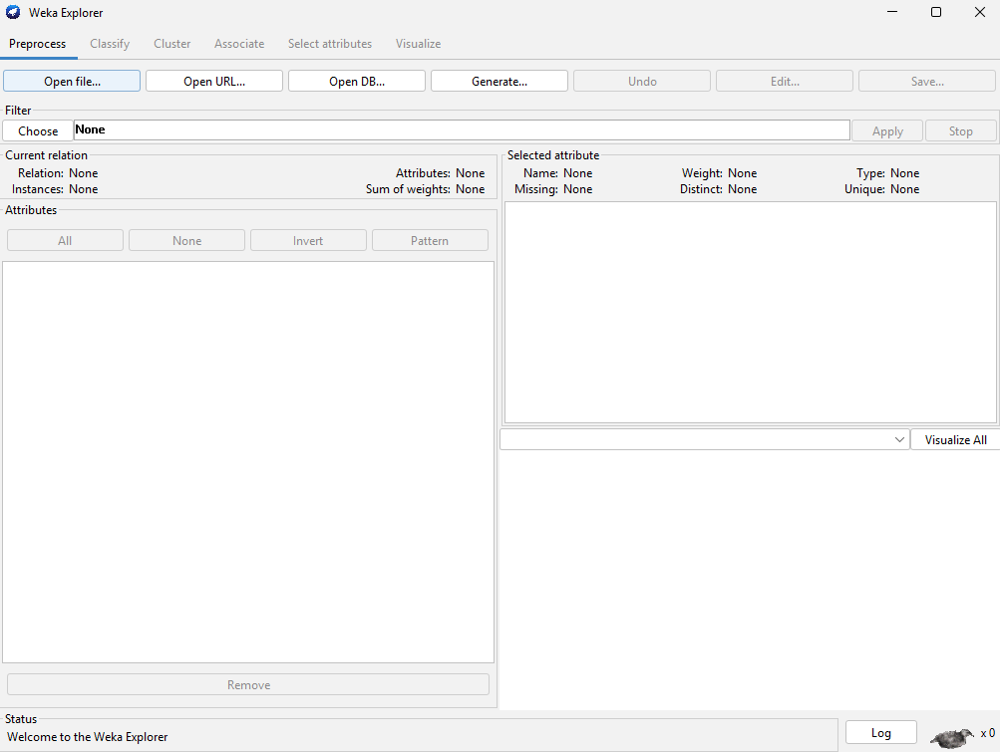 Weka Explorer
Preprocess Classify Cluster Associate Select attributes Visualize
Open file... Open URL... Open DB... Generate... Undo Edit... Save...
Filter
Choose None Apply Stop
Current relation
Relation: None Attributes: None
Instances: None Sum of weights: None
Selected attribute
Name: None Weight: None Type: None
Missing: None Distinct: None Unique: None
Attributes
All None Invert Pattern
Visualize All
Remove
Status
Welcome to the Weka Explorer
Log x 0